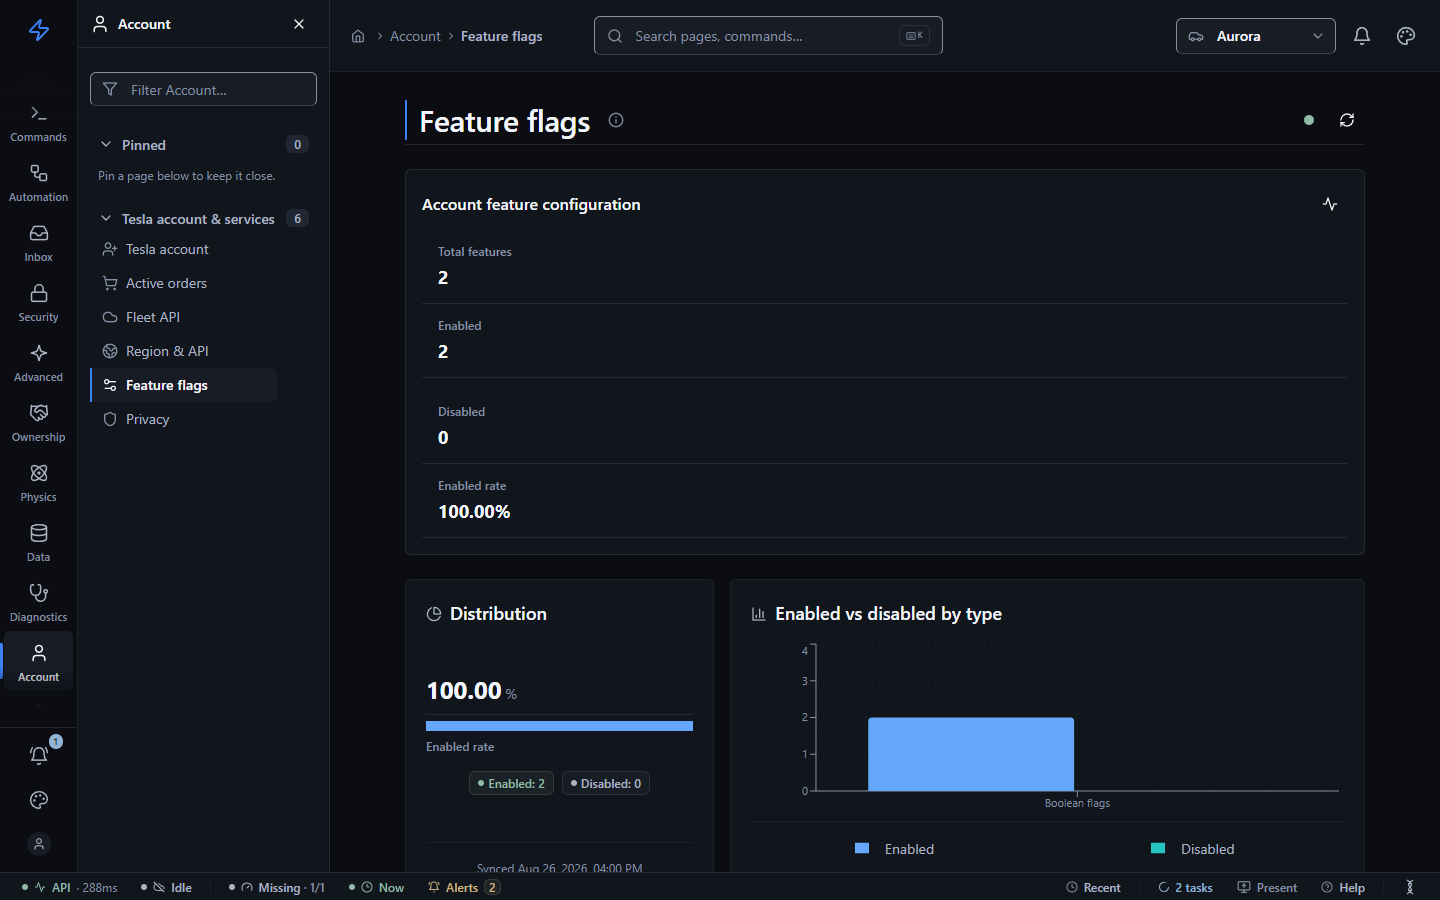 Account
Account
Feature flags
Search pages, commands...
K
Aurora
Filter Account...
Commands
Automation
Inbox
Security
Advanced
Ownership
Physics
Data
Diagnostics
Account
1
Pinned
0
Pin a page below to keep it close.
Tesla account & services
6
Tesla account
Active orders
Fleet API
Region & API
Feature flags
Privacy
Feature flags
Account feature configuration
Total features
2
Enabled
2
Disabled
0
Enabled rate
100.00%
Distribution
100.00 %
Enabled rate
Enabled: 2
Disabled: 0
Synced Aug 26, 2026, 04:00 PM
Enabled vs disabled by type
4
3
2
1
0
Boolean flags
Enabled
Disabled
API · 288ms
Idle
Missing · 1/1
Now
Alerts 2
Recent
2 tasks
Present
Help